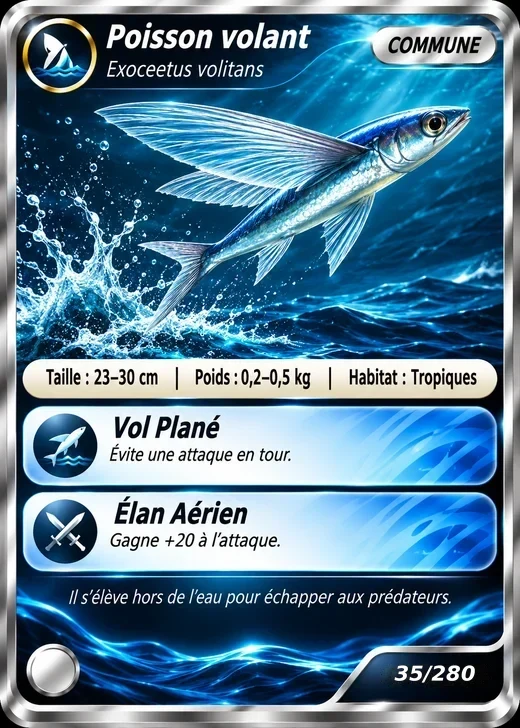 Poisson volant
COMMUNE
Exoceetus volitans
Taille : 23–30 cm | Poids : 0,2–0,5 kg | Habitat : Tropiques
Vol Plané
Évite une attaque en tour.
Élan Aérien
Gagne +20 à l'attaque.
Il s'élève hors de l'eau pour échapper aux prédateurs.
35/280